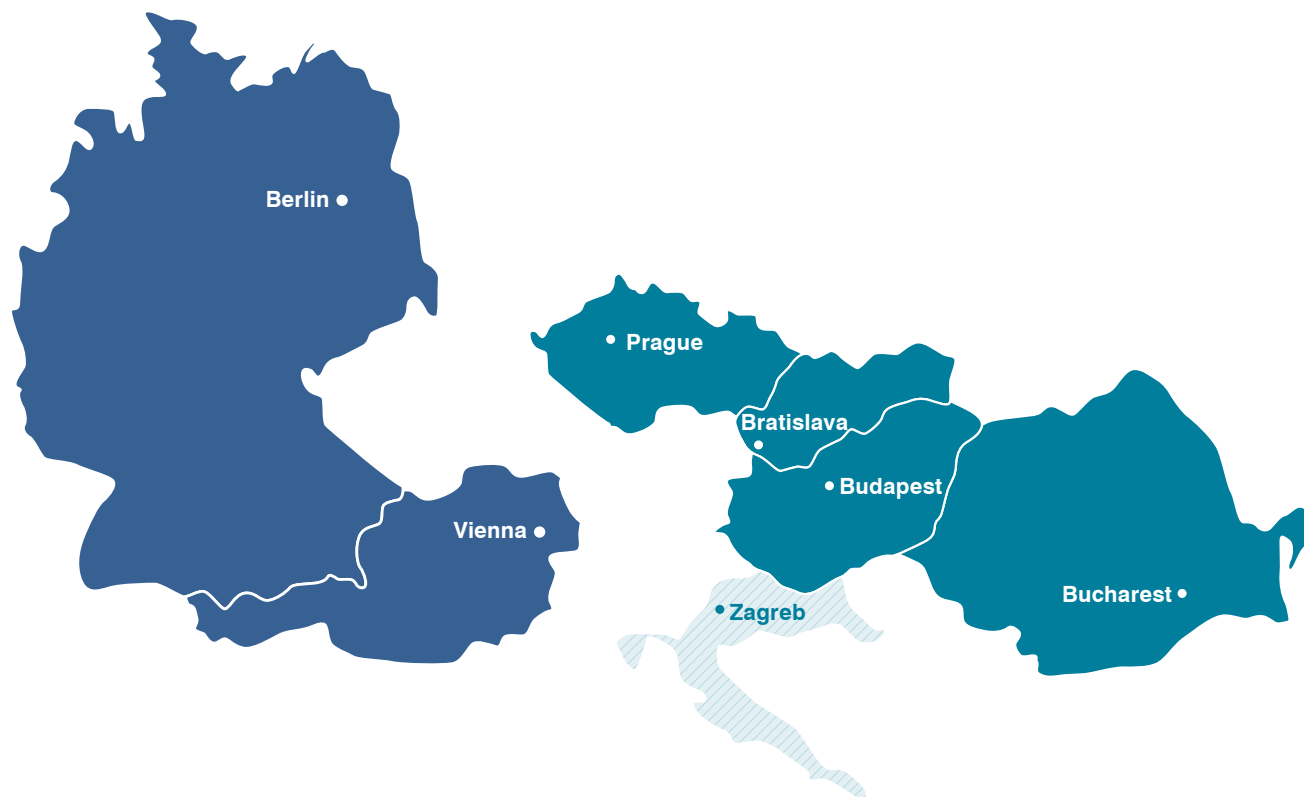 Berlin
Prague
Bratislava
Budapest
Vienna
Bucharest
Zagreb